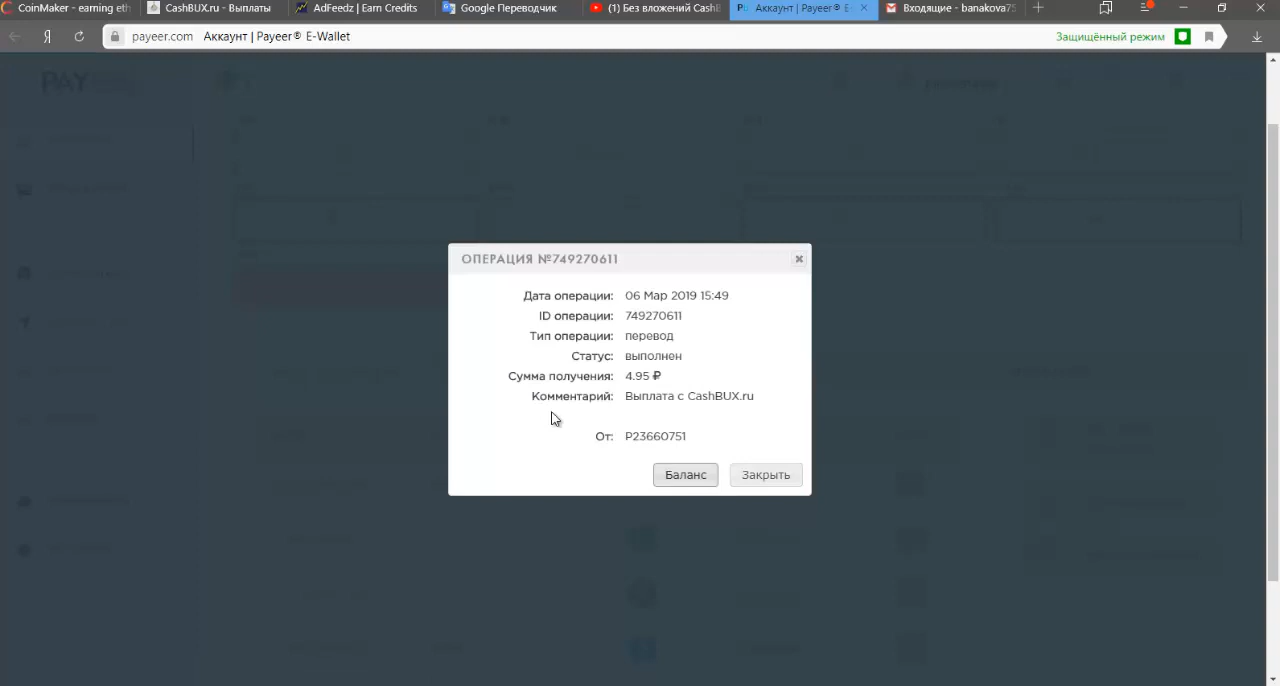 CoinMaker - earning eth
CashBUX.ru - Выплаты
AdFeedz | Earn Credits
Google Переводчик
(1) Без вложений CashB
Аккаунт | Payeer® E-
Входящие - banakova75
payeer.com Аккаунт | Payeer® E-Wallet
Защищённый режим
PAY
ОПЕРАЦИЯ №749270611
Дата операции: 06 Мар 2019 15:49
ID операции: 749270611
Тип операции: перевод
Статус: выполнен
Сумма получения: 4.95 ₽
Комментарий: Выплата с CashBUX.ru
От: P23660751
Баланс Закрыть